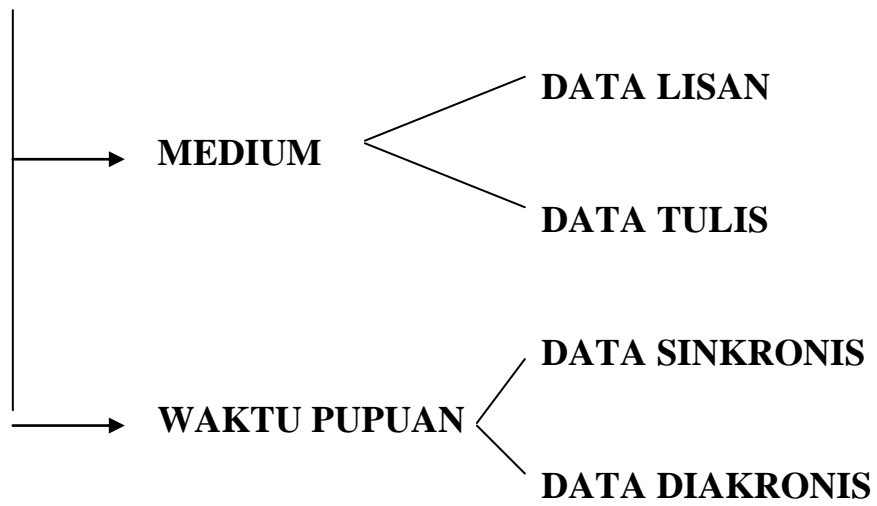 DATA LISAN
MEDIUM
DATA TULIS
DATA SINKRONIS
WAKTU PUPUAN
DATA DIAKRONIS